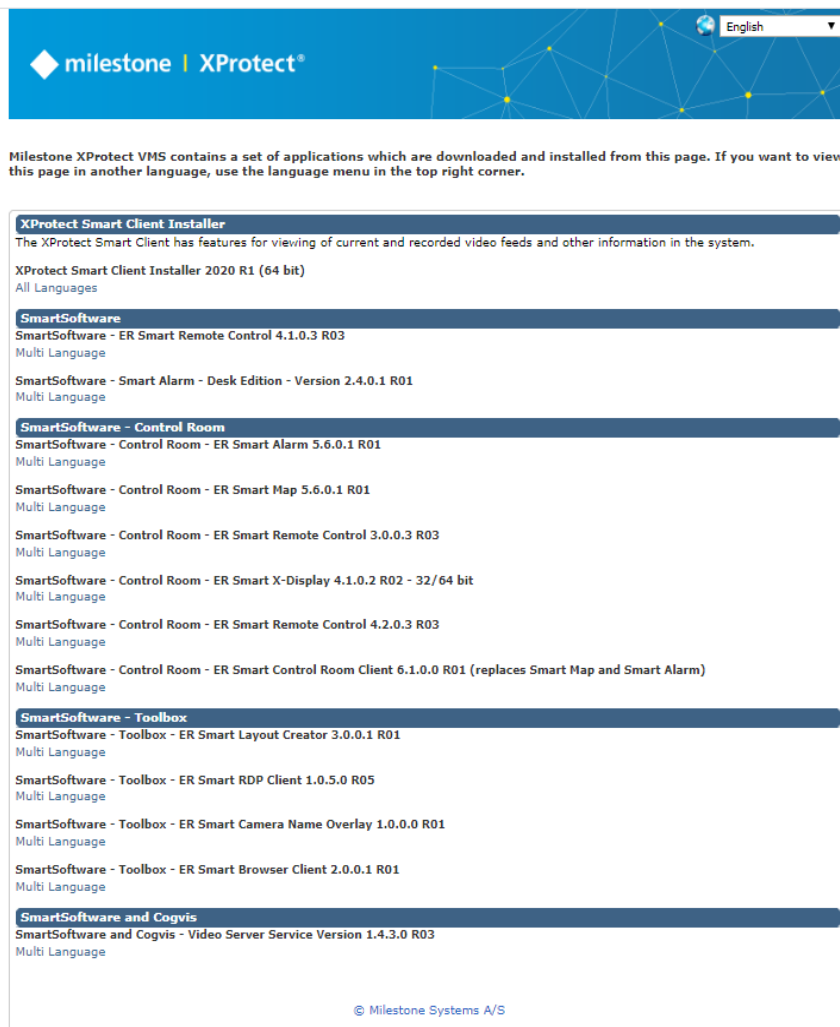 English
milestone | XProtect®
Milestone XProtect VMS contains a set of applications which are downloaded and installed from this page. If you want to view
this page in another language, use the language menu in the top right corner.
XProtect Smart Client Installer
The XProtect Smart Client has features for viewing of current and recorded video feeds and other information in the system.
XProtect Smart Client Installer 2020 R1 (64 bit)
All Languages
SmartSoftware
SmartSoftware - ER Smart Remote Control 4.1.0.3 R03
Multi Language
SmartSoftware - Smart Alarm - Desk Edition - Version 2.4.0.1 R01
Multi Language
SmartSoftware - Control Room
SmartSoftware - Control Room - ER Smart Alarm 5.6.0.1 R01
Multi Language
SmartSoftware - Control Room - ER Smart Map 5.6.0.1 R01
Multi Language
SmartSoftware - Control Room - ER Smart Remote Control 3.0.0.3 R03
Multi Language
SmartSoftware - Control Room - ER Smart X-Display 4.1.0.2 R02 - 32/64 bit
Multi Language
SmartSoftware - Control Room - ER Smart Remote Control 4.2.0.3 R03
Multi Language
SmartSoftware - Control Room - ER Smart Control Room Client 6.1.0.0 R01 (replaces Smart Map and Smart Alarm)
Multi Language
SmartSoftware - Toolbox
SmartSoftware - Toolbox - ER Smart Layout Creator 3.0.0.1 R01
Multi Language
SmartSoftware - Toolbox - ER Smart RDP Client 1.0.5.0 R05
Multi Language
SmartSoftware - Toolbox - ER Smart Camera Name Overlay 1.0.0.0 R01
Multi Language
SmartSoftware - Toolbox - ER Smart Browser Client 2.0.0.1 R01
Multi Language
SmartSoftware and Cogvis
SmartSoftware and Cogvis - Video Server Service Version 1.4.3.0 R03
Multi Language
© Milestone Systems A/S